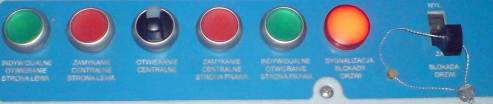 WYŁ.
INDYWIDUALNE
OTWIERANIE
STRONA LEWA
ZAMYKANIE
CENTRALNE
STRONA LEWA
OTWIERANIE
CENTRALNE
ZAMYKANIE
CENTRALNE
STRONA PRAWA
INDYWIDUALNE
OTWIERANIE
STRONA PRAWA
SYGNALIZACJA
BLOKADY
DRZWI
BLOKADA
DRZWI